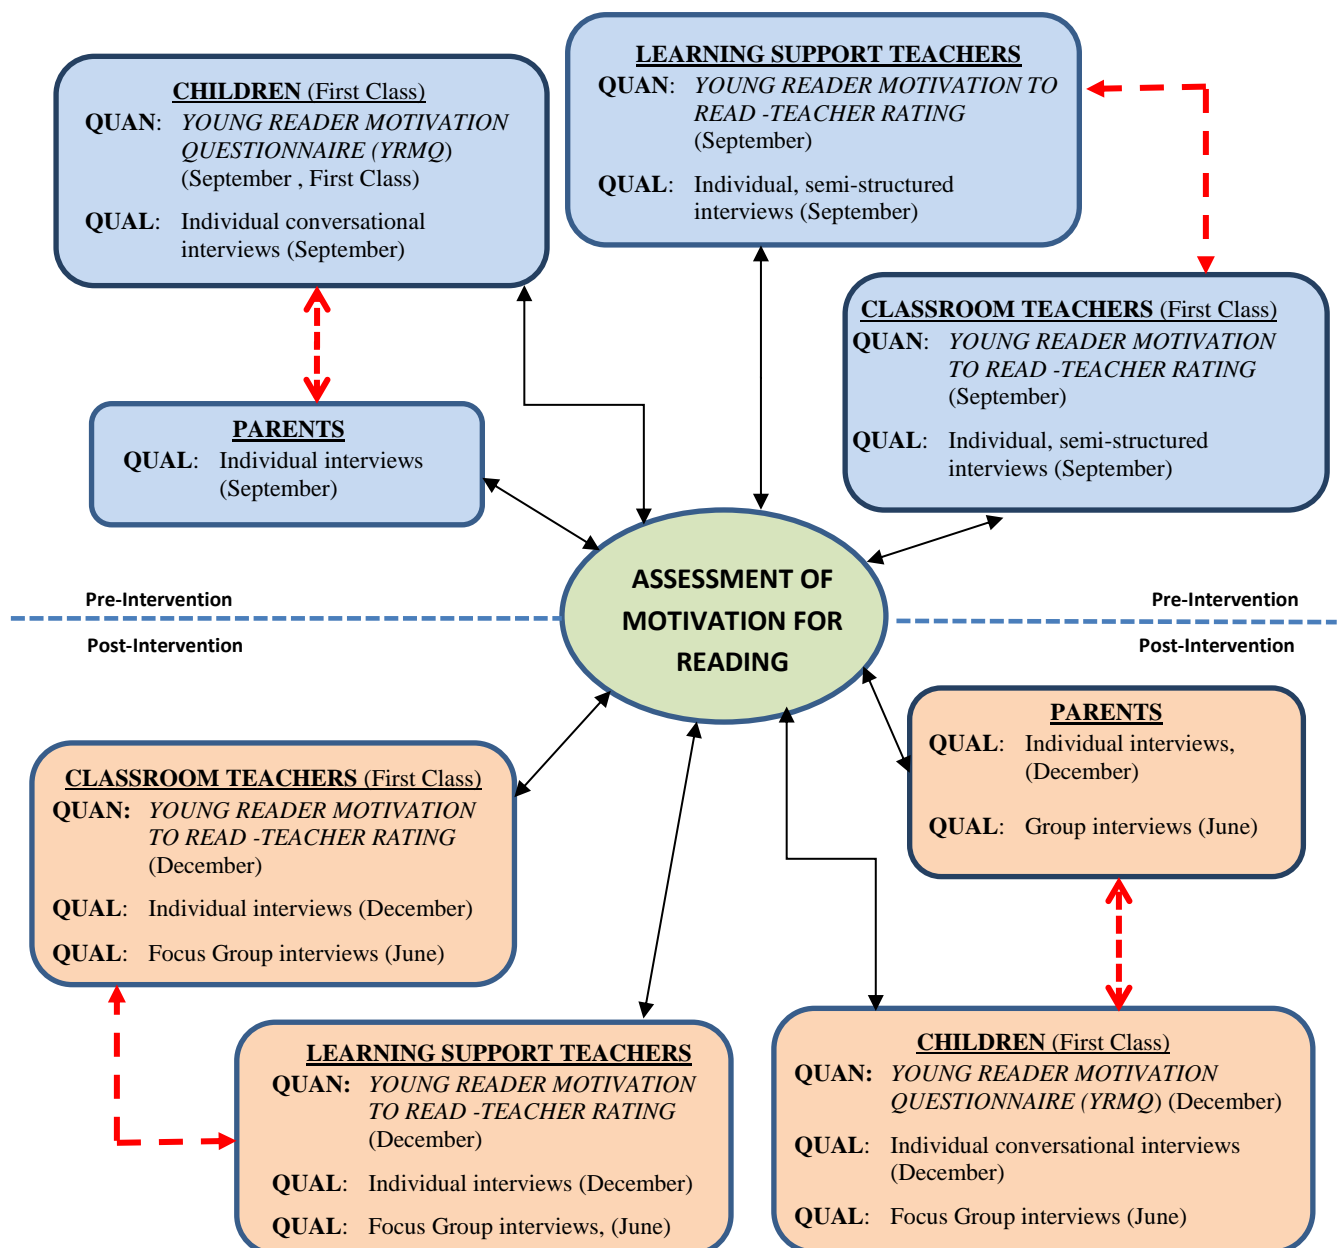 CHILDREN (First Class)
QUAN: YOUNG READER MOTIVATION
QUESTIONNAIRE (YRMQ)
(September , First Class)
QUAL: Individual conversational
interviews (September)
LEARNING SUPPORT TEACHERS
QUAN: YOUNG READER MOTIVATION TO
READ -TEACHER RATING
(September)
QUAL: Individual, semi-structured
interviews (September)
CLASSROOM TEACHERS (First Class)
QUAN: YOUNG READER MOTIVATION
TO READ -TEACHER RATING
(September)
QUAL: Individual, semi-structured
interviews (September)
PARENTS
QUAL: Individual interviews
(September)
ASSESSMENT OF
MOTIVATION FOR
READING
Pre-Intervention
Post-Intervention
Pre-Intervention
Post-Intervention
PARENTS
QUAL: Individual interviews,
(December)
QUAL: Group interviews (June)
CLASSROOM TEACHERS (First Class)
QUAN: YOUNG READER MOTIVATION
TO READ -TEACHER RATING
(December)
QUAL: Individual interviews (December)
QUAL: Focus Group interviews (June)
LEARNING SUPPORT TEACHERS
QUAN: YOUNG READER MOTIVATION
TO READ -TEACHER RATING
(December)
QUAL: Individual interviews (December)
QUAL: Focus Group interviews, (June)
CHILDREN (First Class)
QUAN: YOUNG READER MOTIVATION
QUESTIONNAIRE (YRMQ) (December)
QUAL: Individual conversational interviews
(December)
QUAL: Focus Group interviews (June)